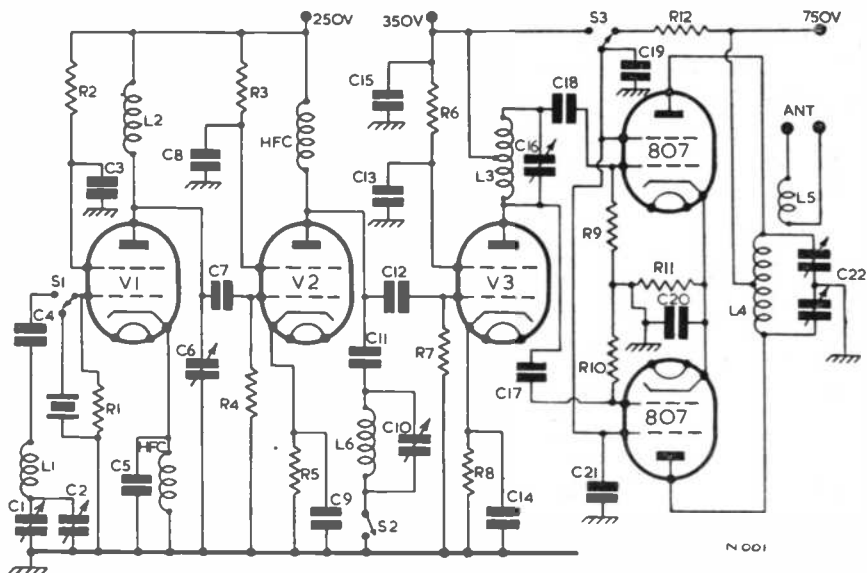 250V
350V
S3
R12
750V
R2
L2
R3
HFC
C15
R6
C18
C19
ANT
C3
C8
C13
L3
C16
807
L5
S1
V1
C7
V2
C12
V3
R9
R11
C22
C4
C6
C11
R7
C20
L4
R1
R4
C17
R10
L1
HFC
C5
R5
L6
C10
R8
807
C1
C2
C9
S2
C14
C21
N 001